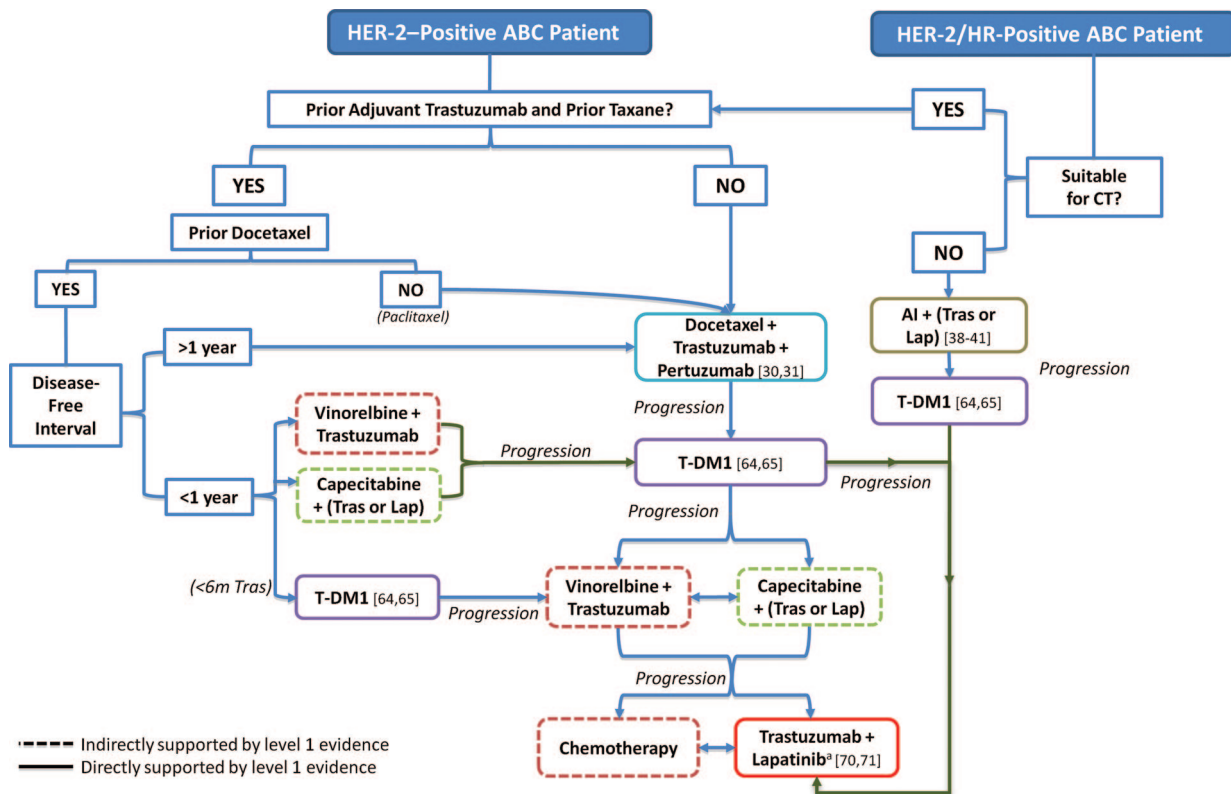 HER-2–Positive ABC Patient
HER-2/HR-Positive ABC Patient
Prior Adjuvant Trastuzumab and Prior Taxane?
YES
YES
NO
Suitable
for CT?
Prior Docetaxel
NO
YES
NO
(Paclitaxel)
AI + (Tras or
Lap) [38-41]
Docetaxel +
Trastuzumab +
Pertuzumab [30,31]
>1 year
Progression
Disease-
Free
Interval
T-DM1 [64,65]
Vinorelbine +
Trastuzumab
Progression
Progression
T-DM1 [64,65]
Progression
Capecitabine
+ (Tras or Lap)
<1 year
Progression
(<6m Tras)
T-DM1 [64,65]
Progression
Vinorelbine +
Trastuzumab
Capecitabine
+ (Tras or Lap)
Progression
Chemotherapy
Trastuzumab +
Lapatinibᵃ [70,71]
Indirectly supported by level 1 evidence
Directly supported by level 1 evidence